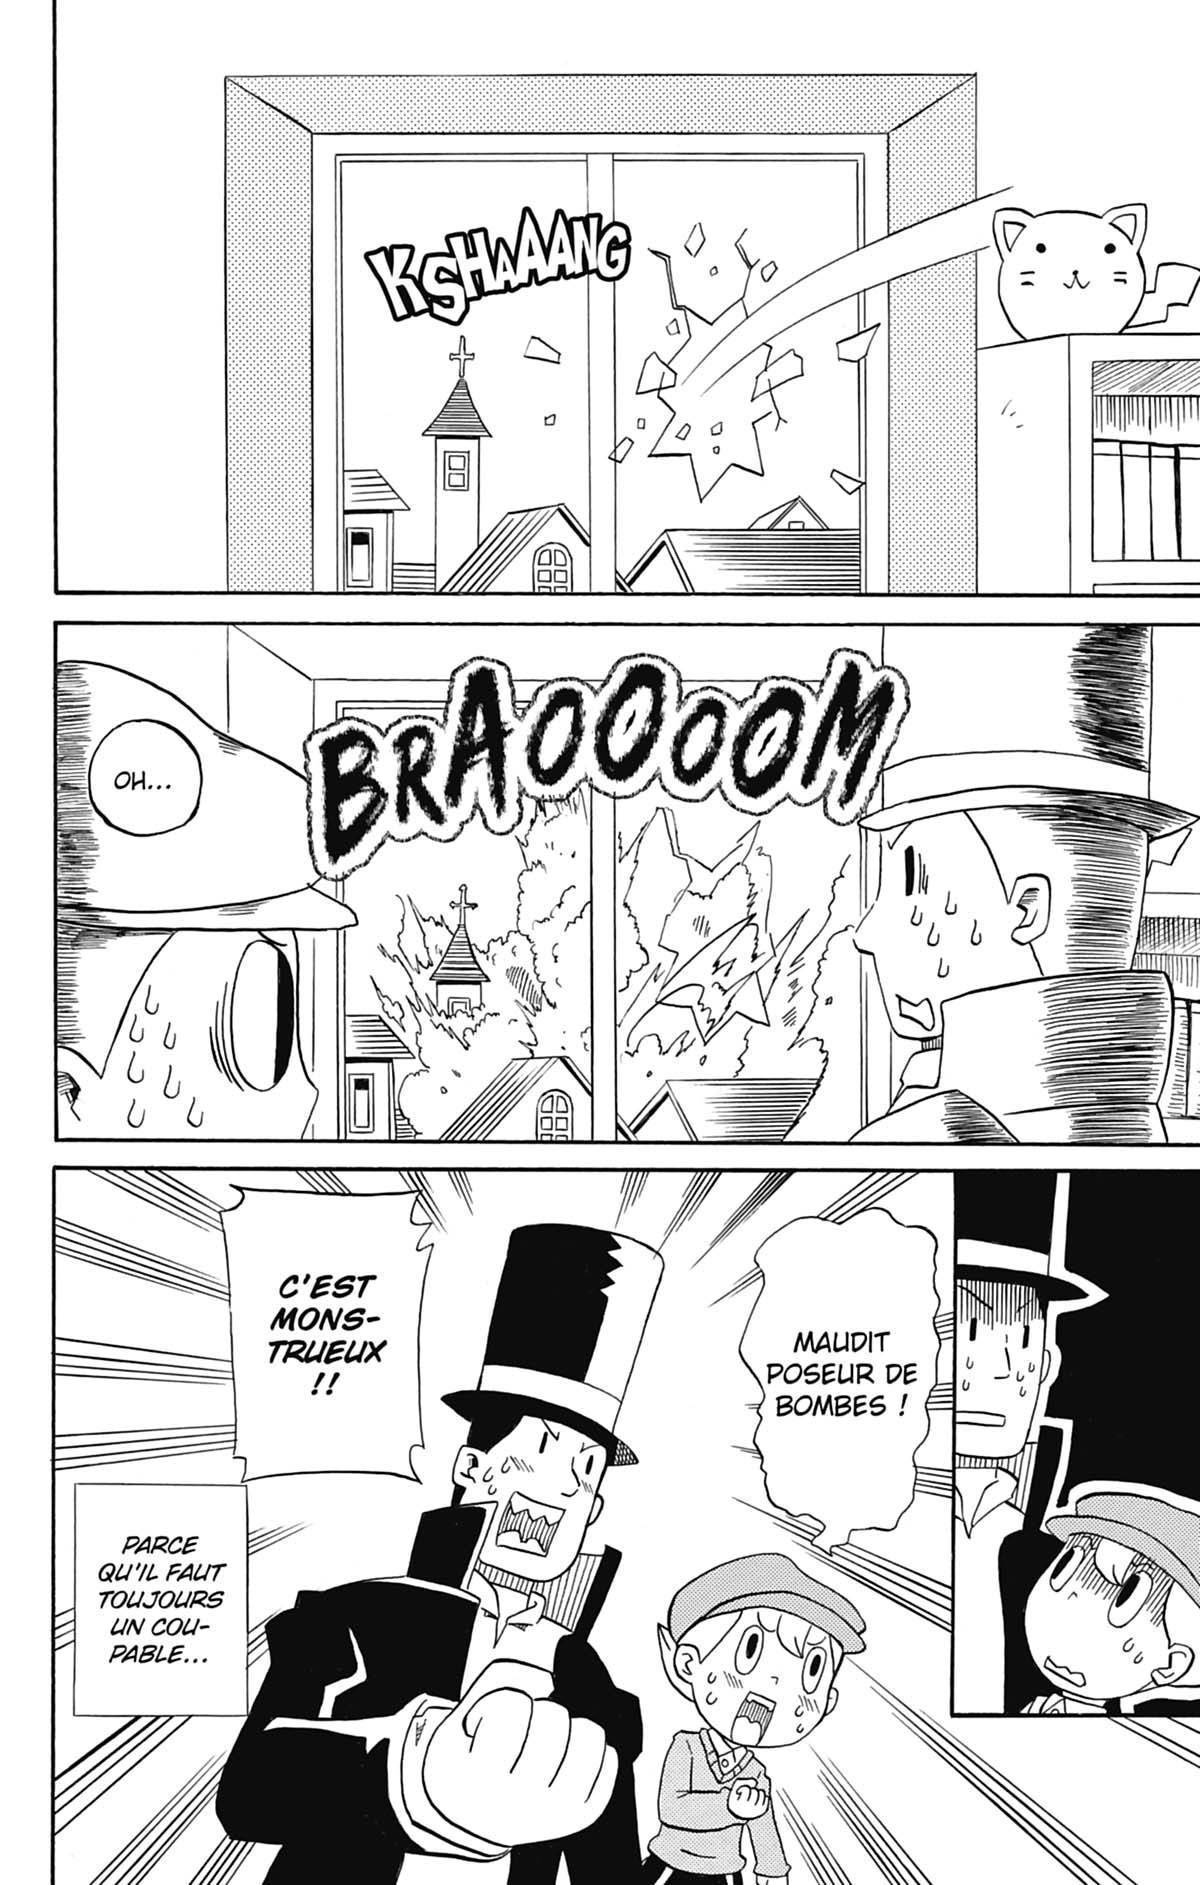 KSHAAANG
BRAOOOOM
OH...
MAUDIT
POSEUR DE
BOMBES !
C'EST
MONS-
TRUEUX
!!
PARCE
QU'IL FAUT
TOUJOURS
UN COU-
PABLE...